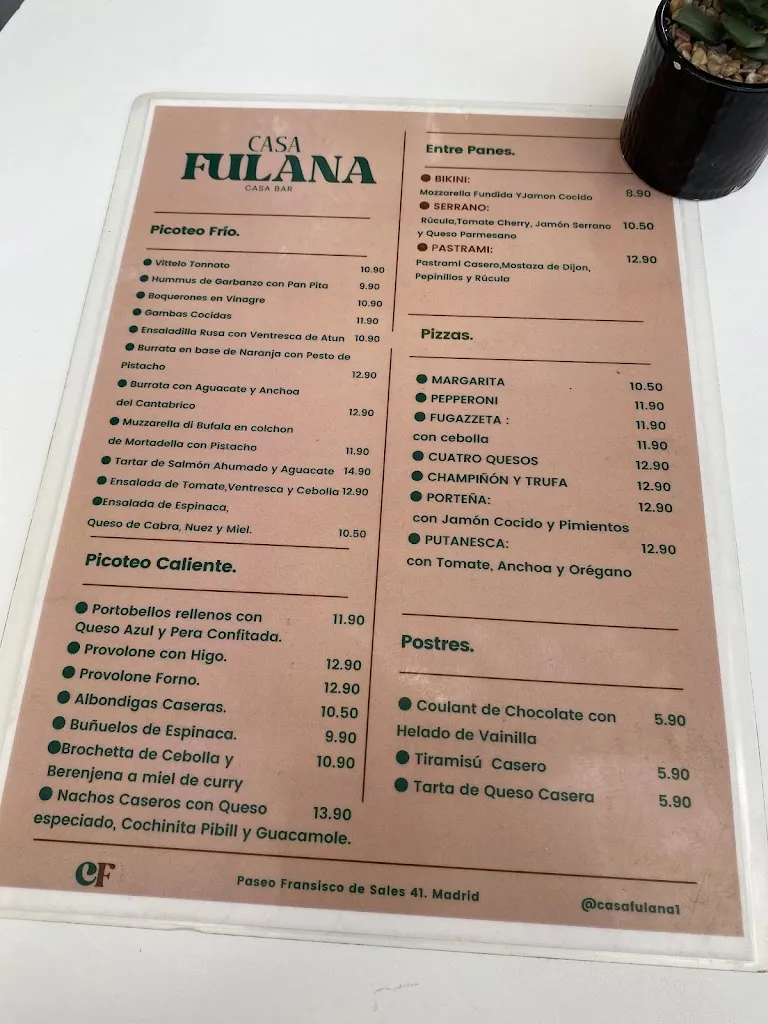 CASA
FULANA
CASA BAR
Picoteo Frío.
Vittelo Tonnato 10.90
Hummus de Garbanzo con Pan Pita 9.90
Boquerones en Vinagre 10.90
Gambas Cocidas 11.90
Ensaladilla Rusa con Ventresca de Atun 10.90
Burrata en base de Naranja con Pesto de
Pistacho 12.90
Burrata con Aguacate y Anchoa
del Cantabrico 12.90
Muzzarella di Bufala en colchon
de Mortadella con Pistacho 11.90
Tartar de Salmón Ahumado y Aguacate 14.90
Ensalada de Tomate,Ventresca y Cebolla 12.90
Ensalada de Espinaca,
Queso de Cabra, Nuez y Miel. 10.50
Picoteo Caliente.
Portobellos rellenos con 11.90
Queso Azul y Pera Confitada.
Provolone con Higo. 12.90
Provolone Forno. 12.90
Albondigas Caseras. 10.50
Buñuelos de Espinaca. 9.90
Brochetta de Cebolla y 10.90
Berenjena a miel de curry
Nachos Caseros con Queso 13.90
especiado, Cochinita Pibill y Guacamole.
Entre Panes.
BIKINI:
Mozzarella Fundida YJamon Cocido 8.90
SERRANO:
Rúcula,Tomate Cherry, Jamón Serrano 10.50
y Queso Parmesano
PASTRAMI: 12.90
Pastrami Casero,Mostaza de Dijon,
Pepinillos y Rúcula
Pizzas.
MARGARITA 10.50
PEPPERONI 11.90
FUGAZZETA : 11.90
con cebolla 11.90
CUATRO QUESOS 12.90
CHAMPIÑÓN Y TRUFA 12.90
PORTEÑA: 12.90
con Jamón Cocido y Pimientos
PUTANESCA: 12.90
con Tomate, Anchoa y Orégano
Postres.
Coulant de Chocolate con 5.90
Helado de Vainilla
Tiramisú Casero 5.90
Tarta de Queso Casera 5.90
CF
Paseo Fransisco de Sales 41. Madrid
@casafulana1